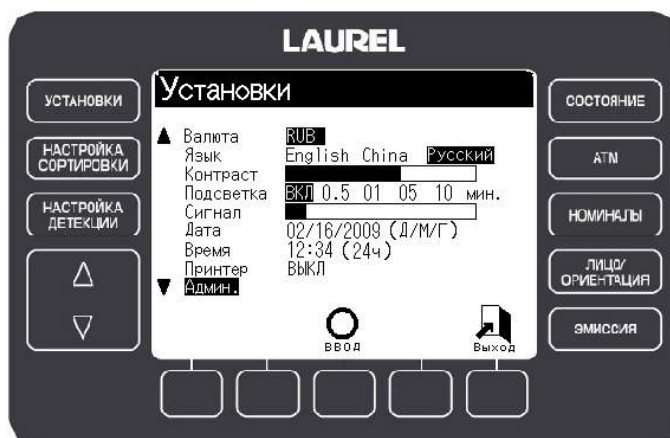 LAUREL
УСТАНОВКИ
НАСТРОЙКА
СОРТИРОВКИ
НАСТРОЙКА
ДЕТЕКЦИИ
Установки
Валюта RUB
Язык English China Русский
Контраст
Подсветка ВКЛ 0.5 01 05 10 мин.
Сигнал
Дата 02/16/2009 (Д/М/Г)
Время 12:34 (24ч)
Принтер ВЫКЛ
Админ.
ВВОД
Выход
СОСТОЯНИЕ
ATM
НОМИНАЛЫ
ЛИЦО/
ОРИЕНТАЦИЯ
ЭМИССИЯ